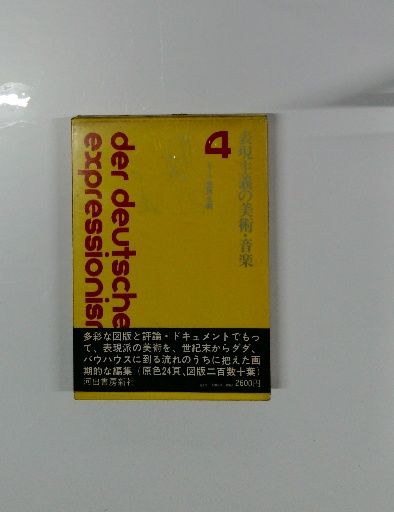 表現主義の美術・音楽
4
der deutsche
expressionisr
多彩な図版と評論・ドキュメントでもっ
て、表現派の美術を、世紀末からダダ、
バウハウスに到る流れのうちに把えた画
期的な編集（原色24頁、図版二百数十葉）
河出書房新社
2600円